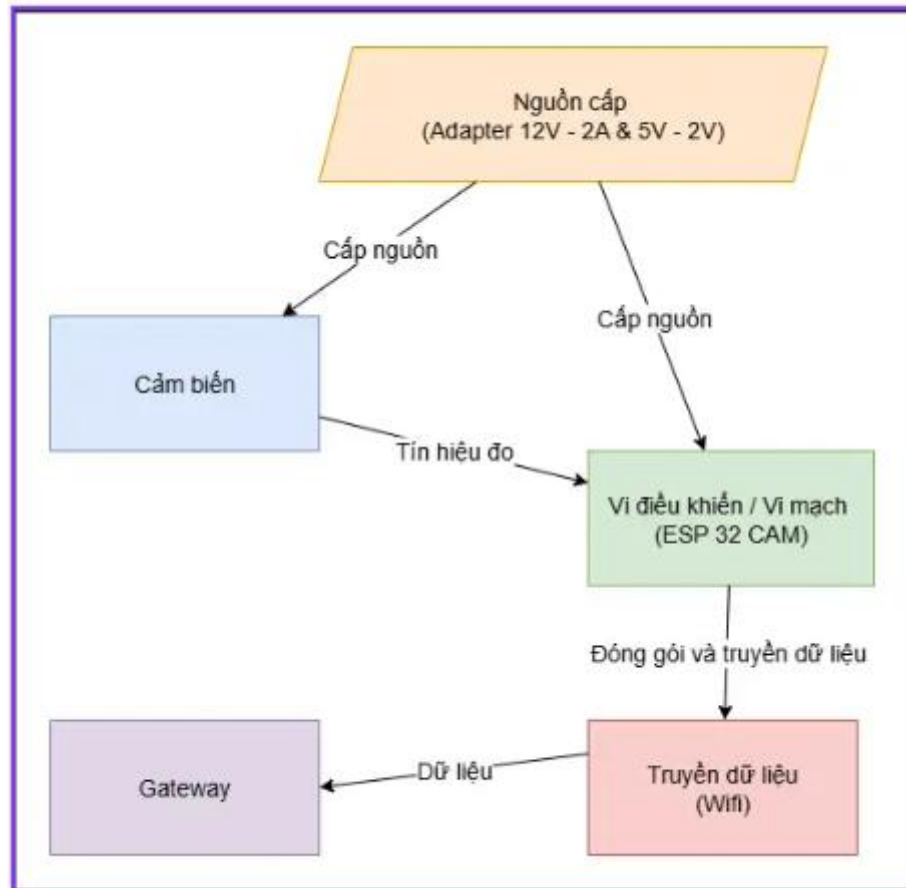 Nguồn cấp
(Adapter 12V - 2A & 5V - 2V)
Cấp nguồn
Cấp nguồn
Cảm biến
Tín hiệu đo
Vi điều khiển / Vi mạch
(ESP 32 CAM)
Đóng gói và truyền dữ liệu
Gateway
Dữ liệu
Truyền dữ liệu
(Wifi)